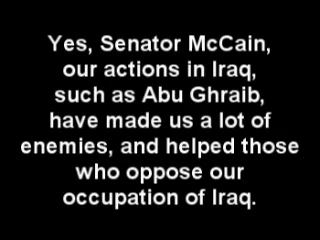 Yes, Senator McCain,
our actions in Iraq,
such as Abu Ghraib,
have made us a lot of
enemies, and helped those
who oppose our
occupation of Iraq.